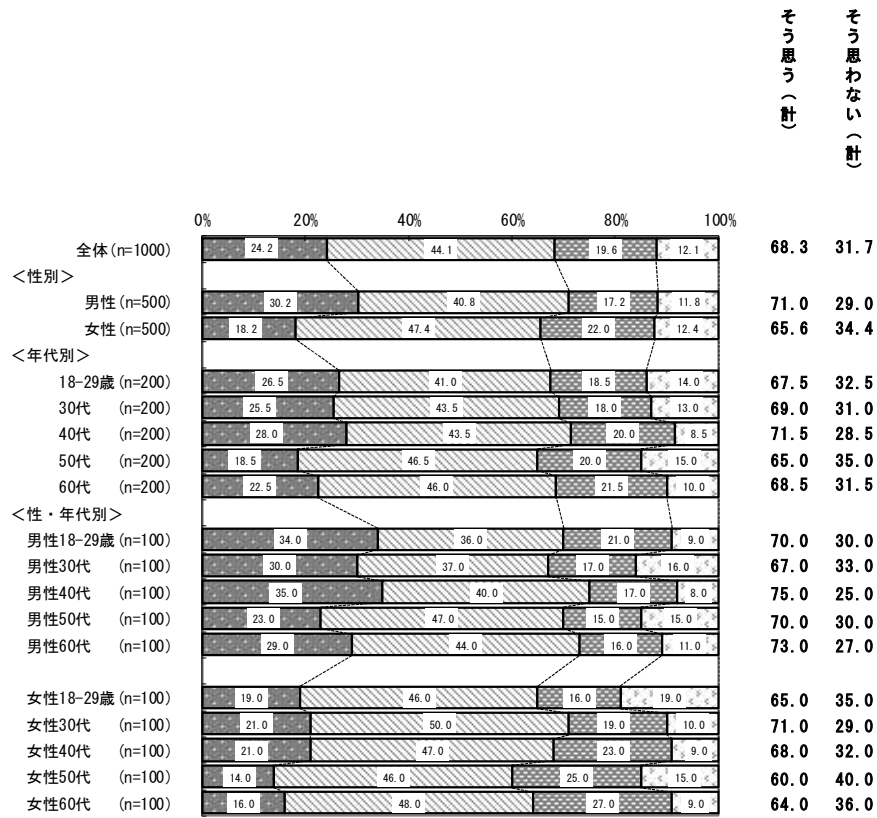 そう思う（計）
そう思わない（計）
0% 20% 40% 60% 80% 100%
全体(n=1000) 24.2 44.1 19.6 12.1 68.3 31.7
＜性別＞
男性(n=500) 30.2 40.8 17.2 11.8 71.0 29.0
女性(n=500) 18.2 47.4 22.0 12.4 65.6 34.4
＜年代別＞
18-29歳(n=200) 26.5 41.0 18.5 14.0 67.5 32.5
30代 (n=200) 25.5 43.5 18.0 13.0 69.0 31.0
40代 (n=200) 28.0 43.5 20.0 8.5 71.5 28.5
50代 (n=200) 18.5 46.5 20.0 15.0 65.0 35.0
60代 (n=200) 22.5 46.0 21.5 10.0 68.5 31.5
＜性・年代別＞
男性18-29歳(n=100) 34.0 36.0 21.0 9.0 70.0 30.0
男性30代 (n=100) 30.0 37.0 17.0 16.0 67.0 33.0
男性40代 (n=100) 35.0 40.0 17.0 8.0 75.0 25.0
男性50代 (n=100) 23.0 47.0 15.0 15.0 70.0 30.0
男性60代 (n=100) 29.0 44.0 16.0 11.0 73.0 27.0
女性18-29歳(n=100) 19.0 46.0 16.0 19.0 65.0 35.0
女性30代 (n=100) 21.0 50.0 19.0 10.0 71.0 29.0
女性40代 (n=100) 21.0 47.0 23.0 9.0 68.0 32.0
女性50代 (n=100) 14.0 46.0 25.0 15.0 60.0 40.0
女性60代 (n=100) 16.0 48.0 27.0 9.0 64.0 36.0